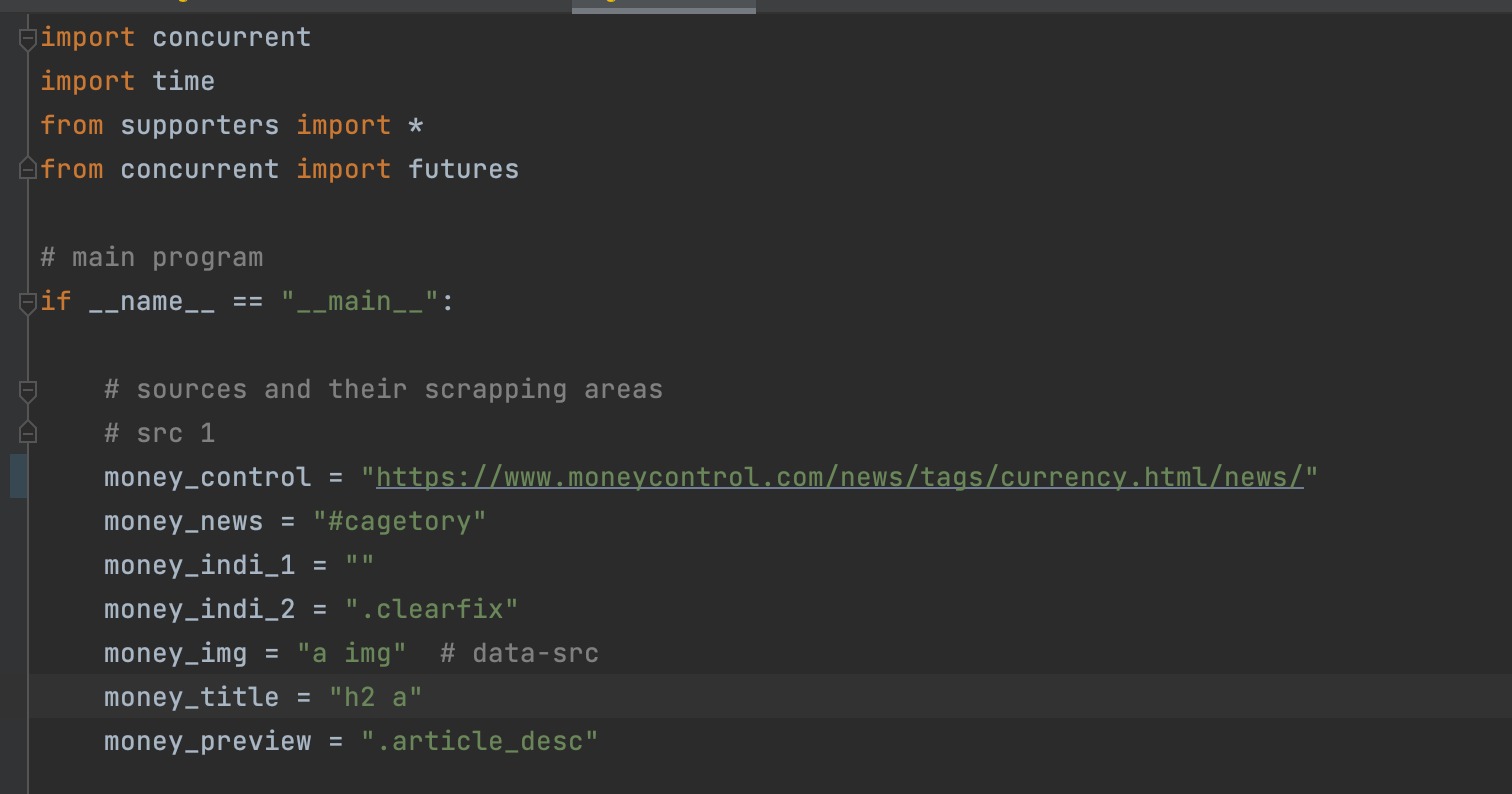 import concurrent
import time
from supporters import *
from concurrent import futures
# main program
if __name__ == "__main__":
# sources and their scrapping areas
# src 1
money_control = "https://www.moneycontrol.com/news/tags/currency.html/news/"
money_news = "#cagetory"
money_indi_1 = ""
money_indi_2 = ".clearfix"
money_img = "a img"  # data-src
money_title = "h2 a"
money_preview = ".article_desc"